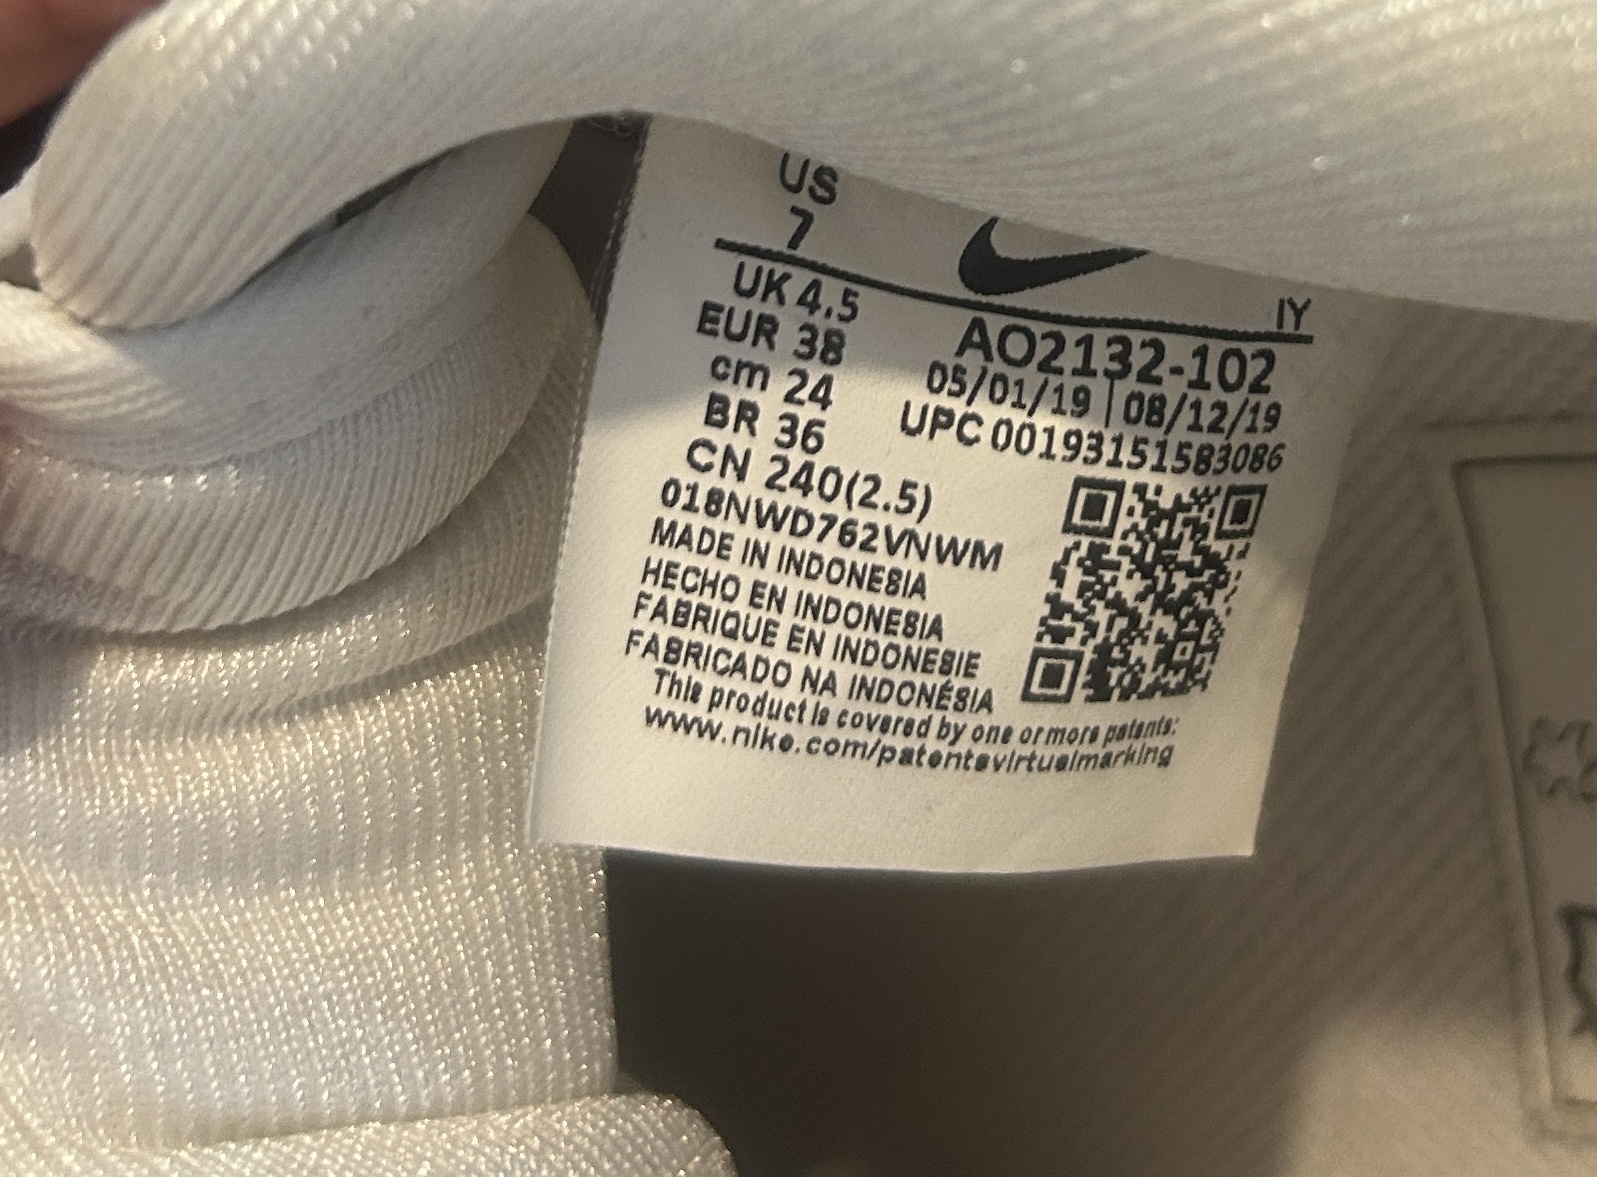 US
7
IY
UK 4.5
EUR 38
cm 24
BR 36
CN 240(2.5)
AO2132-102
05/01/19 | 08/12/19
UPC 00193151583086
018NWD762VNWM
MADE IN INDONESIA
HECHO EN INDONESIA
FABRIQUE EN INDONESIE
FABRICADO NA INDONÉSIA
This product is covered by one or more patents:
www.nike.com/patentsvirtualmarking